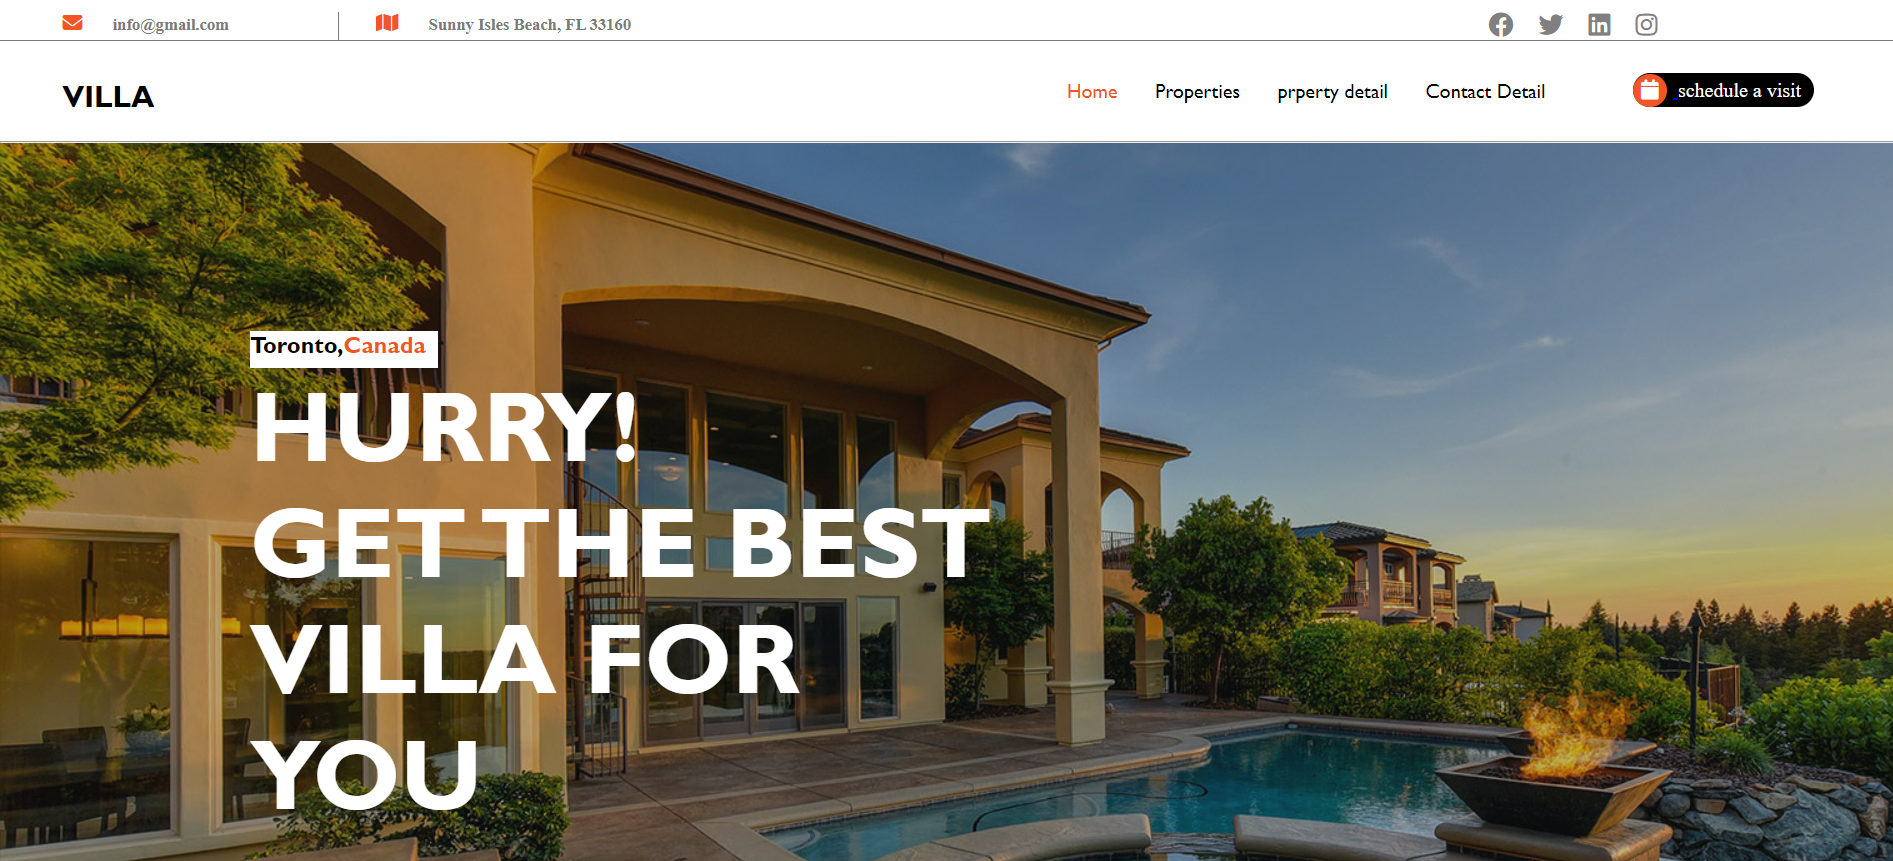 info@gmail.com
Sunny Isles Beach, FL 33160
VILLA
Home
Properties
prperty detail
Contact Detail
schedule a visit
Toronto,Canada
HURRY!
GET THE BEST
VILLA FOR
YOU